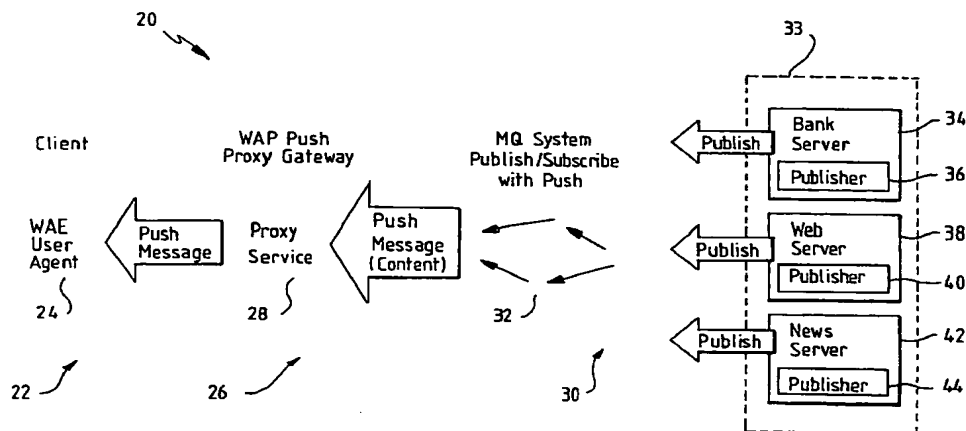 20
33
Client
WAP Push
Proxy Gateway
MQ System
Publish/Subscribe
with Push
Publish
Bank
Server
Publisher
34
36
WAE
User
Agent
Push
Message
Proxy
Service
Push
Message
(Content)
Publish
Web
Server
Publisher
38
40
24
28
32
Publish
News
Server
Publisher
42
44
22
26
30